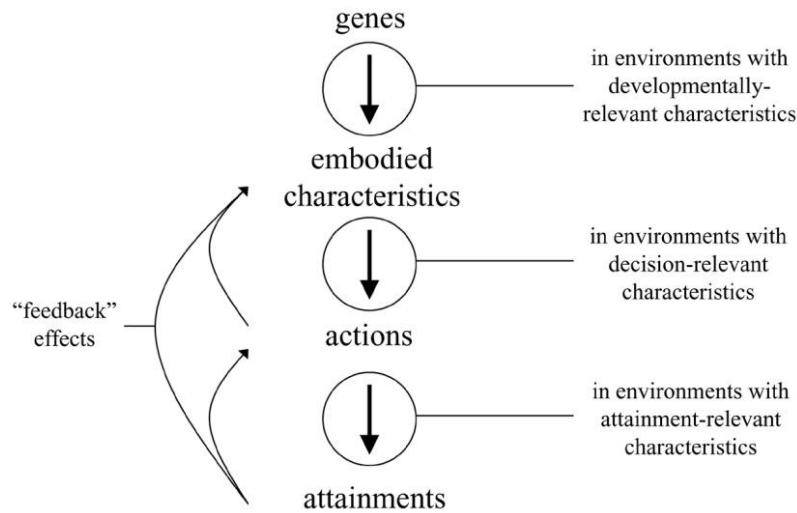 genes
in environments with
developmentally-
relevant characteristics
embodied
characteristics
in environments with
decision-relevant
characteristics
“feedback”
effects
actions
in environments with
attainment-relevant
characteristics
attainments